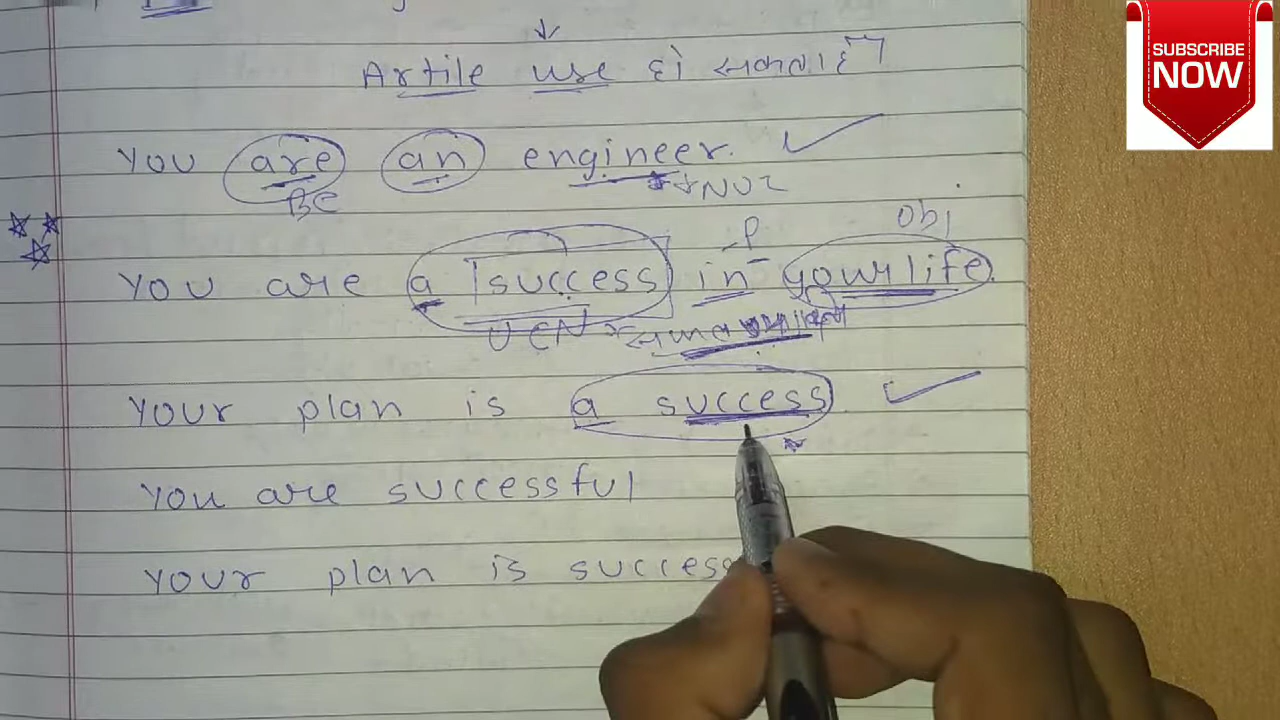 Artile use हो सकता है
You are an engineer.
BE
You are a success in your life.
P
obj
UCN
Your plan is a success
You are successful
Your plan is success
SUBSCRIBE
NOW